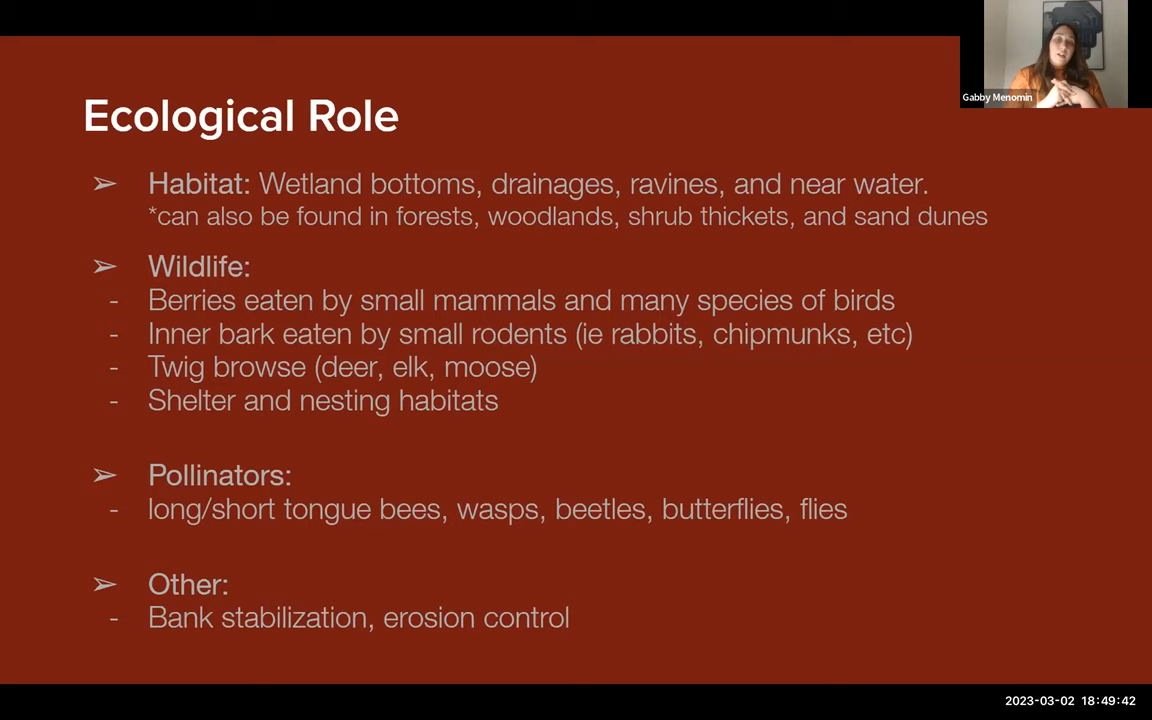 Gabby Menomin
Ecological Role
➢ Habitat: Wetland bottoms, drainages, ravines, and near water.
*can also be found in forests, woodlands, shrub thickets, and sand dunes
➢ Wildlife:
- Berries eaten by small mammals and many species of birds
- Inner bark eaten by small rodents (ie rabbits, chipmunks, etc)
- Twig browse (deer, elk, moose)
- Shelter and nesting habitats
➢ Pollinators:
- long/short tongue bees, wasps, beetles, butterflies, flies
➢ Other:
- Bank stabilization, erosion control
2023-03-02 18:49:42